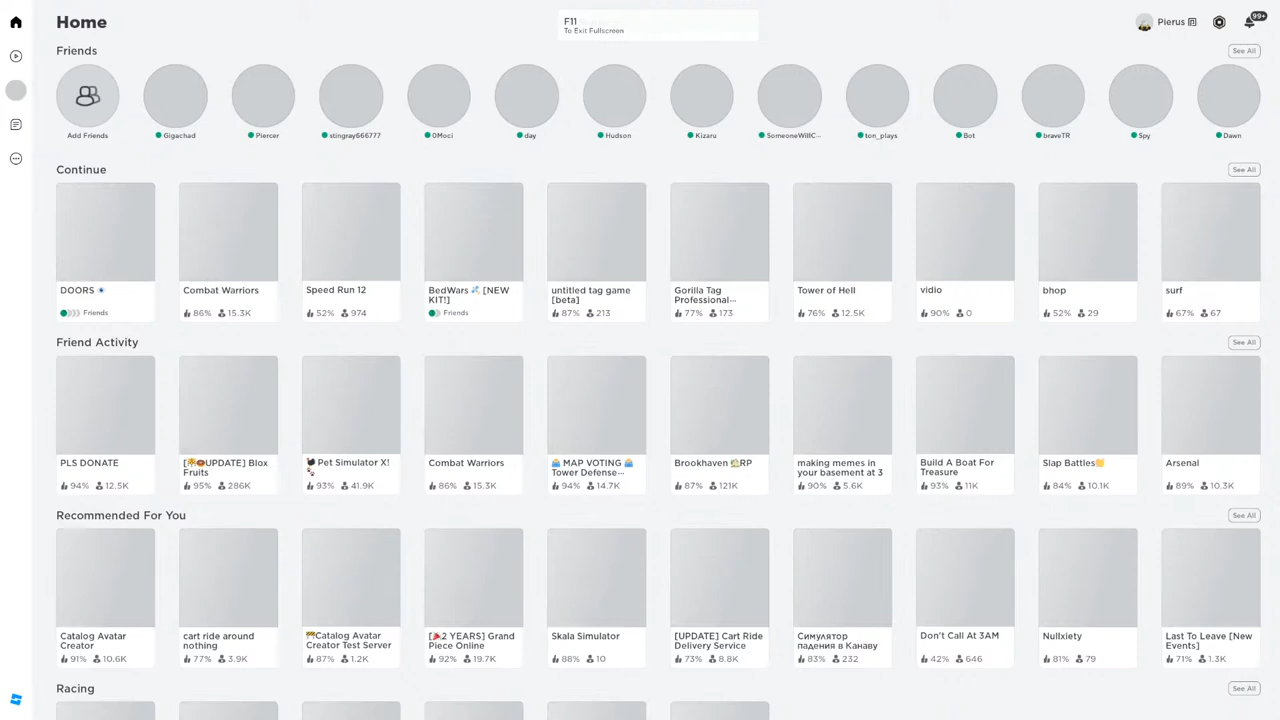 Home
F11
To Exit Fullscreen
Pierus
99+
Friends
See All
Add Friends
Gigachad
Piercer
stingray666777
0Moci
day
Hudson
Kizaru
SomeoneWillC...
ton_plays
Bot
braveTR
Spy
Dawn
Continue
See All
DOORS
Friends
Combat Warriors
86% 15.3K
Speed Run 12
52% 974
BedWars 💤 [NEW
KIT!]
Friends
untitled tag game
[beta]
87% 213
Gorilla Tag
Professional...
77% 173
Tower of Hell
76% 12.5K
vidio
90% 0
bhop
52% 29
surf
67% 67
Friend Activity
See All
PLS DONATE
94% 12.5K
[🎊🍩UPDATE] Blox
Fruits
95% 286K
Pet Simulator X!
93% 41.9K
Combat Warriors
86% 15.3K
MAP VOTING
Tower Defense...
94% 14.7K
Brookhaven 🏡RP
87% 121K
making memes in
your basement at 3
90% 5.6K
Build A Boat For
Treasure
93% 11K
Slap Battles👏
84% 10.1K
Arsenal
89% 10.3K
Recommended For You
See All
Catalog Avatar
Creator
91% 10.6K
cart ride around
nothing
77% 3.9K
🚧Catalog Avatar
Creator Test Server
87% 1.2K
[🎉2 YEARS] Grand
Piece Online
92% 19.7K
Skala Simulator
88% 10
[UPDATE] Cart Ride
Delivery Service
73% 8.8K
Симулятор
падения в Канаву
83% 232
Don't Call At 3AM
42% 646
Nullxiety
81% 79
Last To Leave [New
Events]
71% 1.3K
Racing
See All